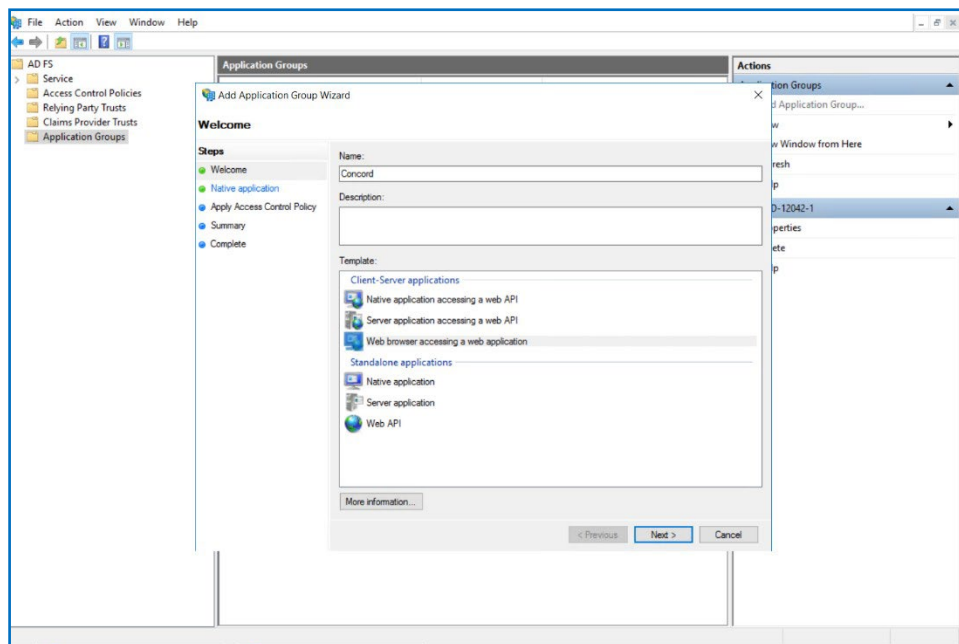 File Action View Window Help
AD FS
Service
Access Control Policies
Relying Party Trusts
Claims Provider Trusts
Application Groups
Application Groups
Add Application Group Wizard
Welcome
Steps
Welcome
Native application
Apply Access Control Policy
Summary
Complete
Name:
Concord
Description:
Template:
Client-Server applications
Native application accessing a web API
Server application accessing a web API
Web browser accessing a web application
Standalone applications
Native application
Server application
Web API
More information...
< Previous
Next >
Cancel
Actions
tion Groups
d Application Group...
w
w Window from Here
resh
lp
D-12042-1
perties
ete
lp